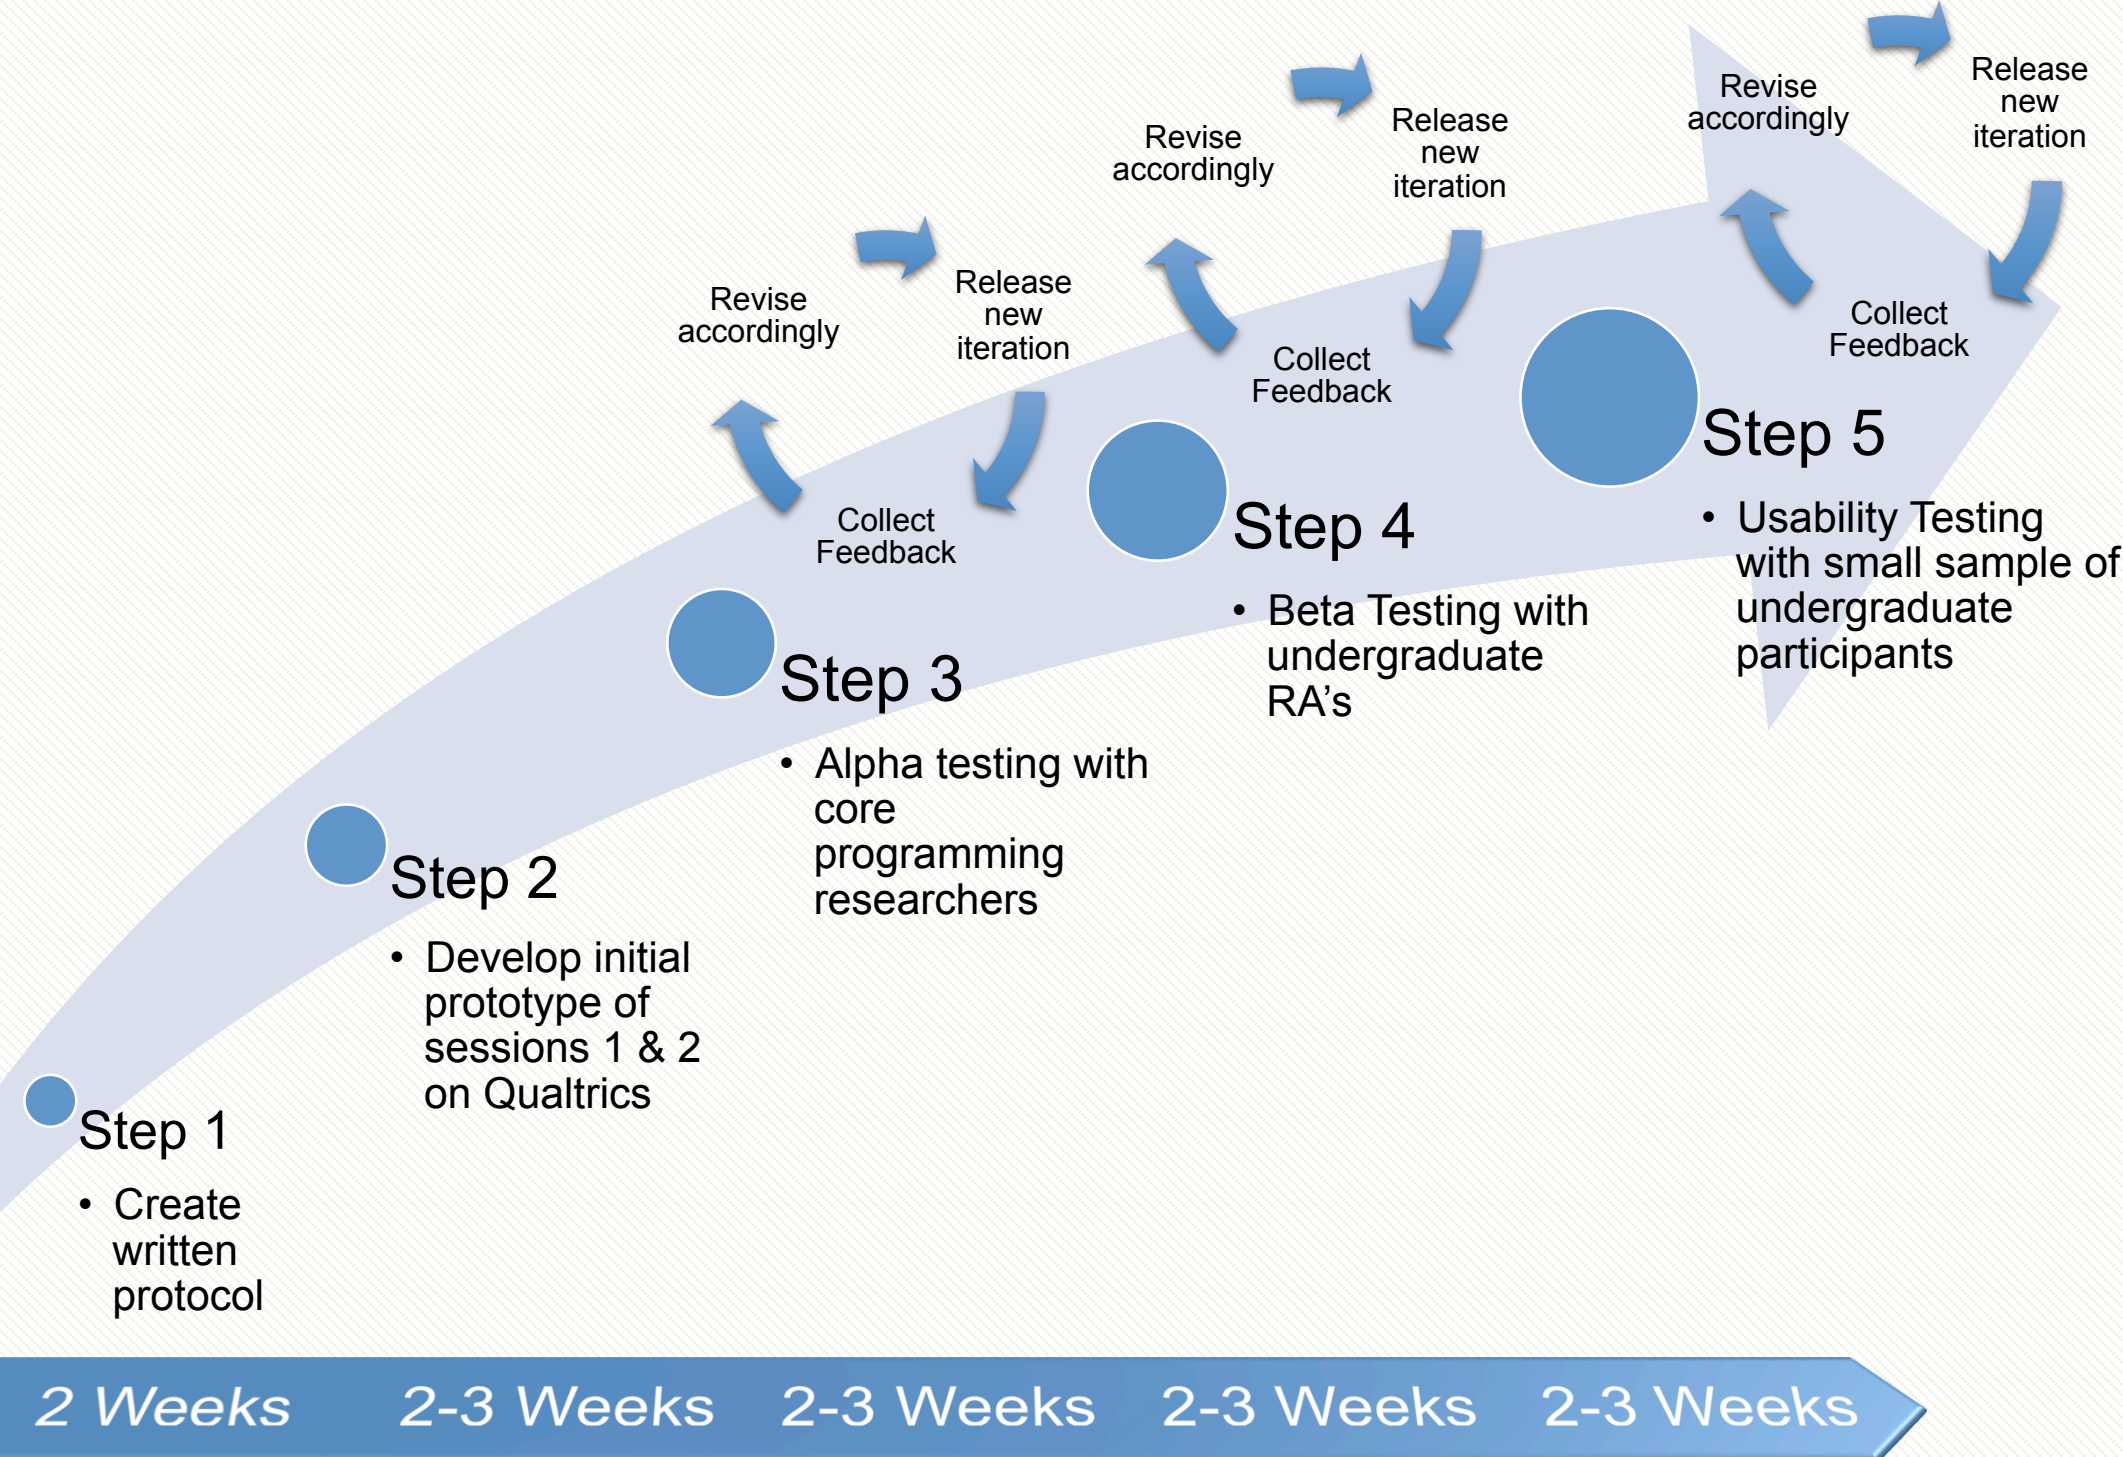 Step 1
• Create
written
protocol
Step 2
• Develop initial
prototype of
sessions 1 & 2
on Qualtrics
Step 3
• Alpha testing with
core
programming
researchers
Collect
Feedback
Revise
accordingly
Release
new
iteration
Step 4
• Beta Testing with
undergraduate
RA’s
Collect
Feedback
Revise
accordingly
Release
new
iteration
Step 5
• Usability Testing
with small sample of
undergraduate
participants
Collect
Feedback
Revise
accordingly
Release
new
iteration
2 Weeks
2-3 Weeks
2-3 Weeks
2-3 Weeks
2-3 Weeks